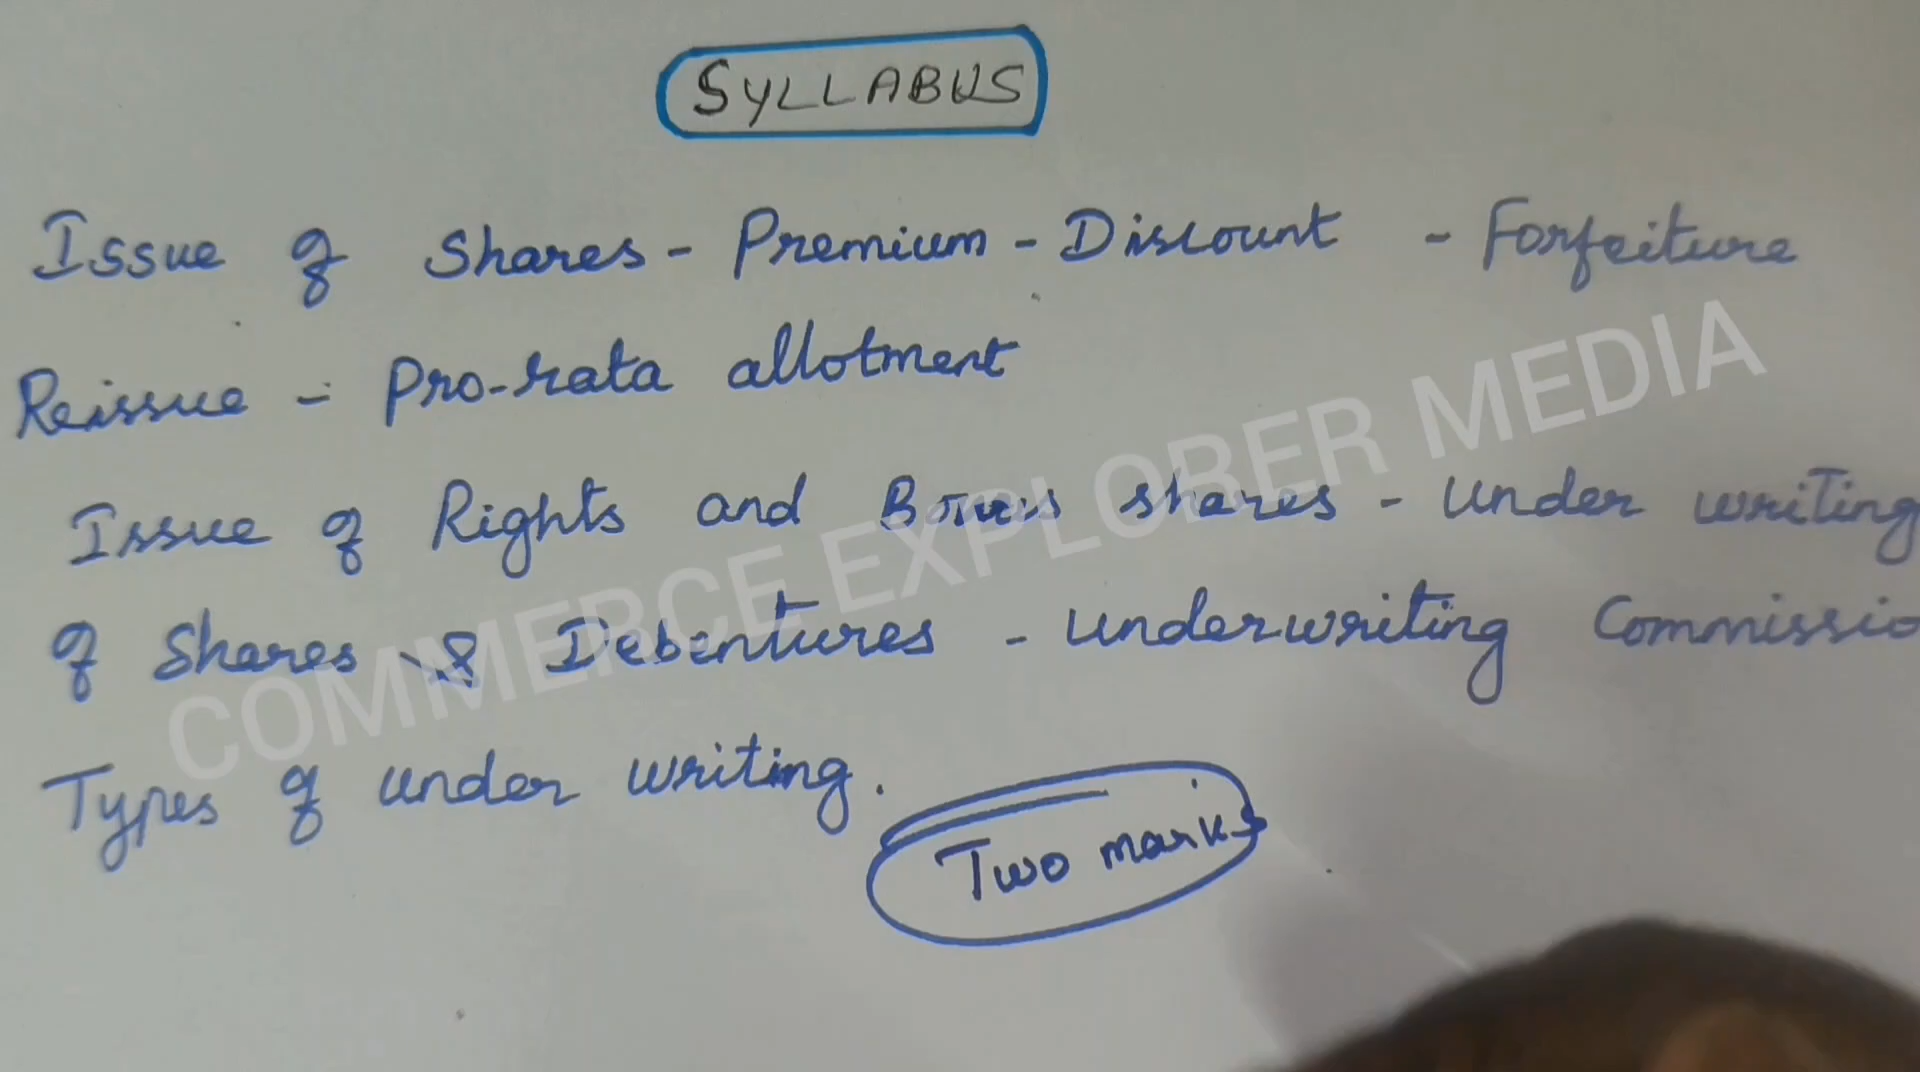 SYLLABUS
Issue of Shares - Premium - Discount - Forfeiture
Reissue - Pro-rata allotment
Issue of Rights and Bonus shares - Under writing
of Shares & Debentures - Underwriting Commissio
Types of under writing.
Two marks
COMMERCE EXPLORER MEDIA